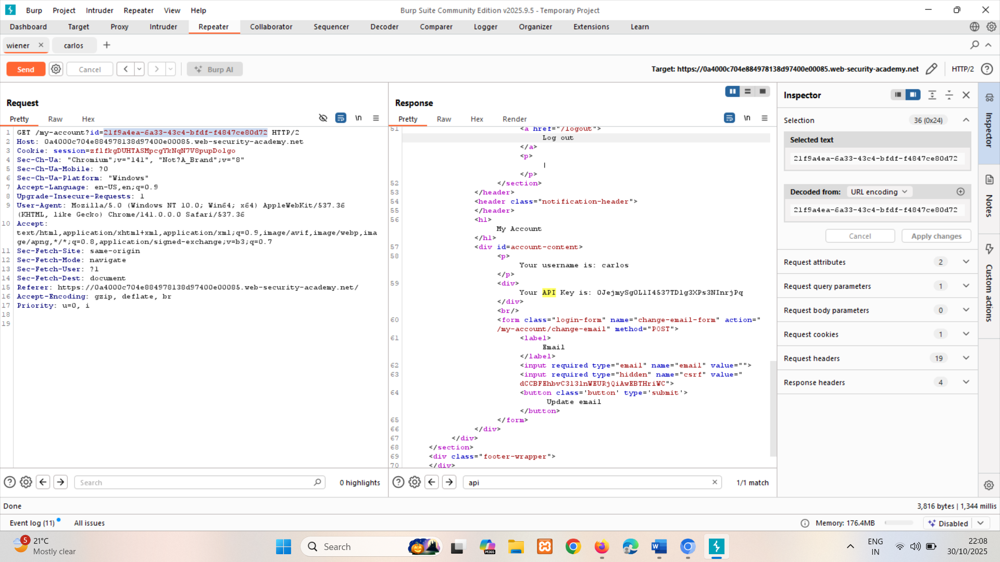 Burp Project Intruder Repeater View Help
Burp Suite Community Edition v2025.9.5 - Temporary Project
Dashboard Target Proxy Intruder Repeater Collaborator Sequencer Decoder Comparer Logger Organizer Extensions Learn
wiener × carlos +
Send Cancel < > Burp AI
Target: https://0a4000c704e884978138d97400e00085.web-security-academy.net HTTP/2
Request
Pretty Raw Hex \n
1 GET /my-account?id=21f9a4ea-6a33-43c4-bfdf-f4847ce80d72 HTTP/2
2 Host: 0a4000c704e884978138d97400e00085.web-security-academy.net
3 Cookie: session=zflfkgDUHTASMpcgYkNqN7V8pupDolgo
4 Sec-Ch-Ua: "Chromium";v="141", "Not?A_Brand";v="8"
5 Sec-Ch-Ua-Mobile: ?0
6 Sec-Ch-Ua-Platform: "Windows"
7 Accept-Language: en-US,en;q=0.9
8 Upgrade-Insecure-Requests: 1
9 User-Agent: Mozilla/5.0 (Windows NT 10.0; Win64; x64) AppleWebKit/537.36
(KHTML, like Gecko) Chrome/141.0.0.0 Safari/537.36
10 Accept:
text/html,application/xhtml+xml,application/xml;q=0.9,image/avif,image/webp,ima
ge/apng,*/*;q=0.8,application/signed-exchange;v=b3;q=0.7
11 Sec-Fetch-Site: same-origin
12 Sec-Fetch-Mode: navigate
13 Sec-Fetch-User: ?1
14 Sec-Fetch-Dest: document
15 Referer: https://0a4000c704e884978138d97400e00085.web-security-academy.net/
16 Accept-Encoding: gzip, deflate, br
17 Priority: u=0, i
18
19
Search
0 highlights
Response
Pretty Raw Hex Render \n
51 <a href="/logout">
Log out
</a>
<p>
|
</p>
52 </section>
53 </header>
54 <header class="notification-header">
55 </header>
56 <h1>
My Account
</h1>
57 <div id=account-content>
58 <p>
Your username is: carlos
</p>
59 <div>
Your API Key is: 0JejmySg0L1I4537TDlg3XPs3NInrjPq
</div>
<br/>
60 <form class="login-form" name="change-email-form" action="
/my-account/change-email" method="POST">
61 <label>
Email
</label>
62 <input required type="email" name="email" value="">
63 <input required type="hidden" name="csrf" value="
dCCBFEhbvC3l3lnWEURjQiAwEBTHriWC">
64 <button class='button' type='submit'>
Update email
</button>
65 </form>
66 </div>
67 </div>
68 </section>
69 <div class="footer-wrapper">
70 </div>
api ×
1/1 match
Inspector
Selection 36 (0x24)
Selected text
21f9a4ea-6a33-43c4-bfdf-f4847ce80d72
Decoded from: URL encoding
21f9a4ea-6a33-43c4-bfdf-f4847ce80d72
Cancel Apply changes
Request attributes 2
Request query parameters 1
Request body parameters 0
Request cookies 1
Request headers 19
Response headers 4
Inspector
Notes
Custom actions
Done
3,816 bytes | 1,344 millis
Event log (11) All issues
Memory: 176.4MB Disabled
5
21°C
Mostly clear
Search
M365
ENG
IN
22:08
30/10/2025